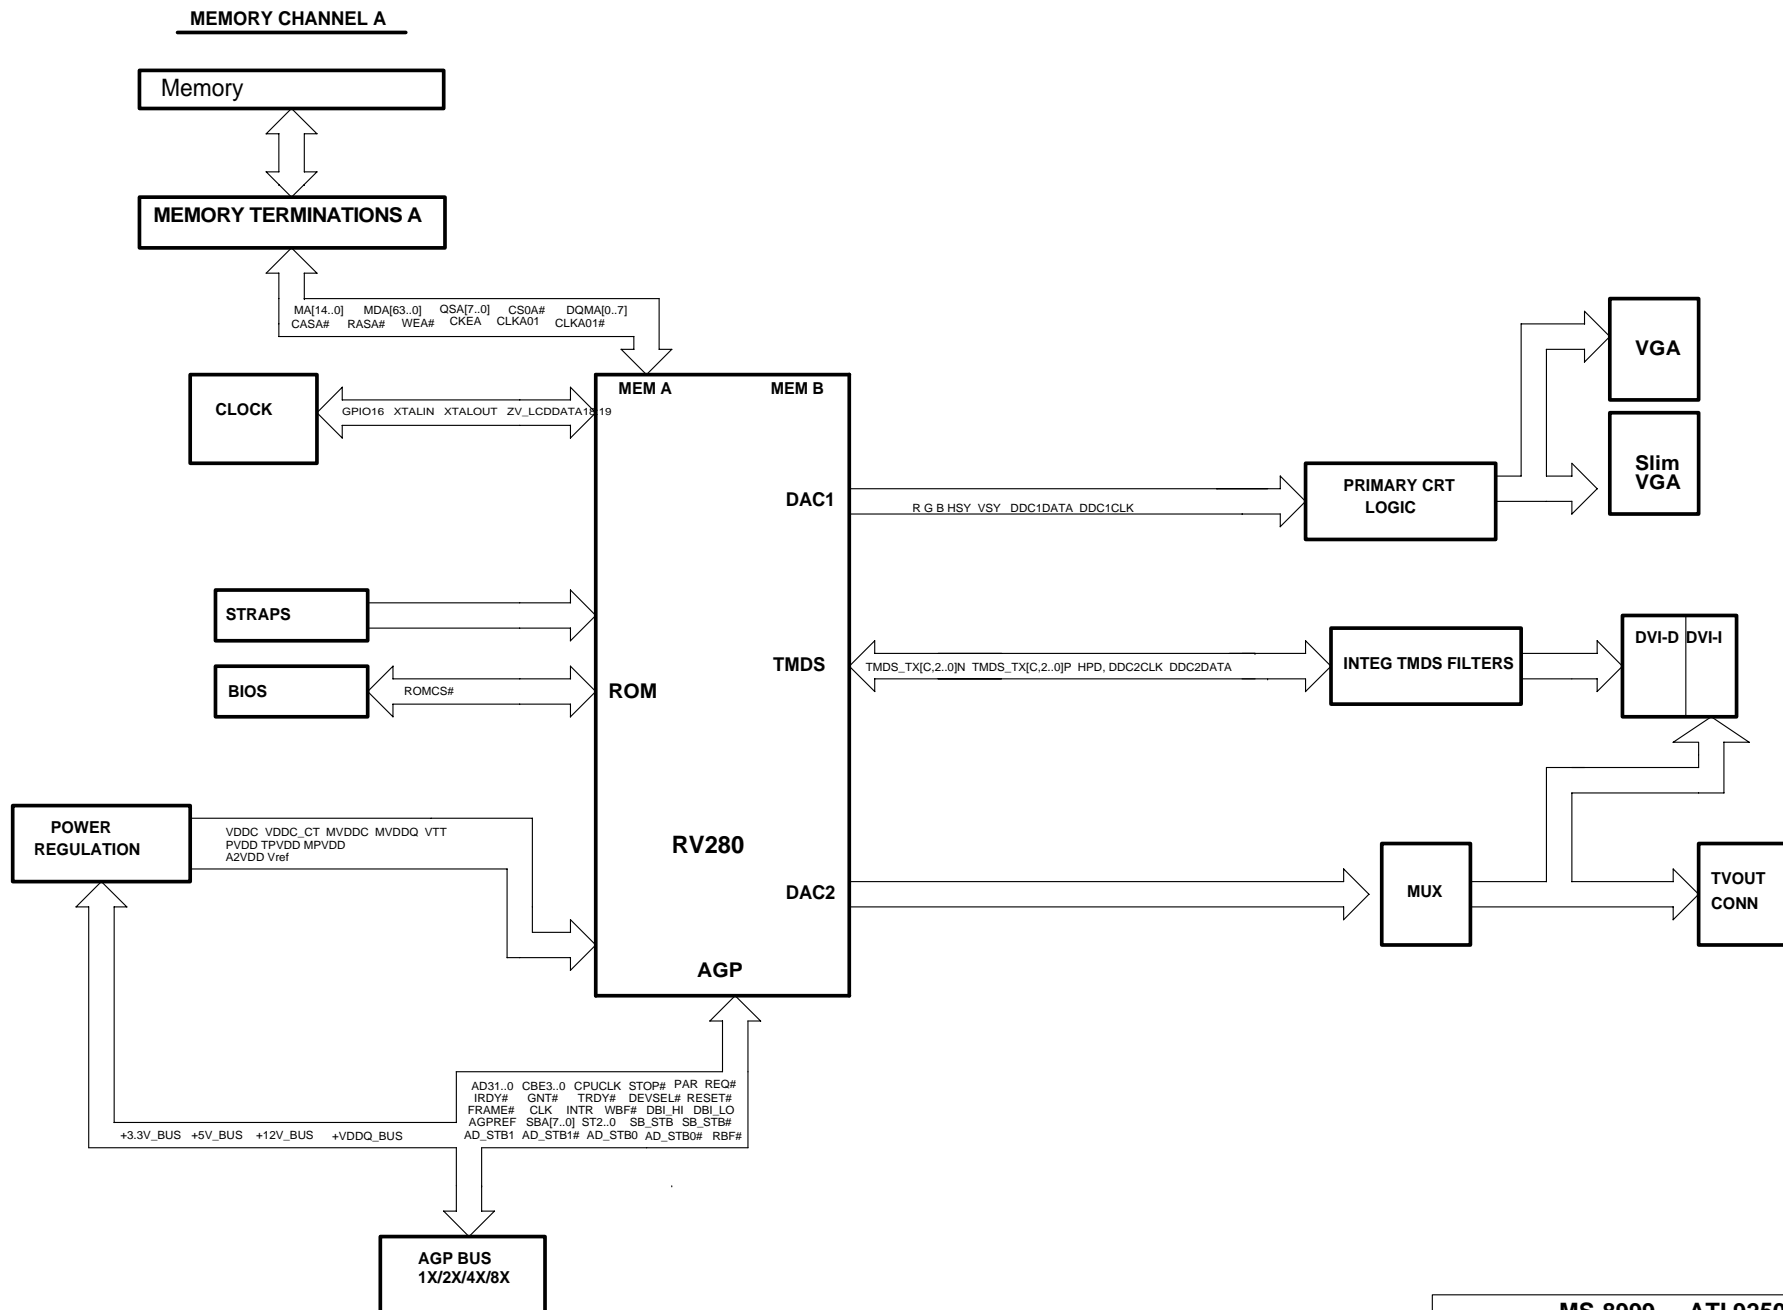 MEMORY CHANNEL A
Memory
MEMORY TERMINATIONS A
MA[14..0] MDA[63..0] QSA[7..0] CS0A# DQMA[0..7]
CASA# RASA# WEA# CKEA CLKA01 CLKA01#
CLOCK
GPIO16 XTALIN XTALOUT ZV_LCDDATA18,19
MEM A
MEM B
VGA
Slim
VGA
DAC1
R G B HSY VSY DDC1DATA DDC1CLK
PRIMARY CRT
LOGIC
STRAPS
BIOS
ROMCS#
ROM
TMDS
TMDS_TX[C,2..0]N TMDS_TX[C,2..0]P HPD, DDC2CLK DDC2DATA
INTEG TMDS FILTERS
DVI-D
DVI-I
POWER
REGULATION
VDDC VDDC_CT MVDDC MVDDQ VTT
PVDD TPVDD MPVDD
A2VDD Vref
RV280
DAC2
MUX
TVOUT
CONN
AGP
AD31..0 CBE3..0 CPUCLK STOP# PAR REQ#
IRDY# GNT# TRDY# DEVSEL# RESET#
FRAME# CLK INTR WBF# DBI_HI DBI_LO
AGPREF SBA[7..0] ST2..0 SB_STB SB_STB#
AD_STB1 AD_STB1# AD_STB0 AD_STB0# RBF#
+3.3V_BUS +5V_BUS +12V_BUS +VDDQ_BUS
AGP BUS
1X/2X/4X/8X